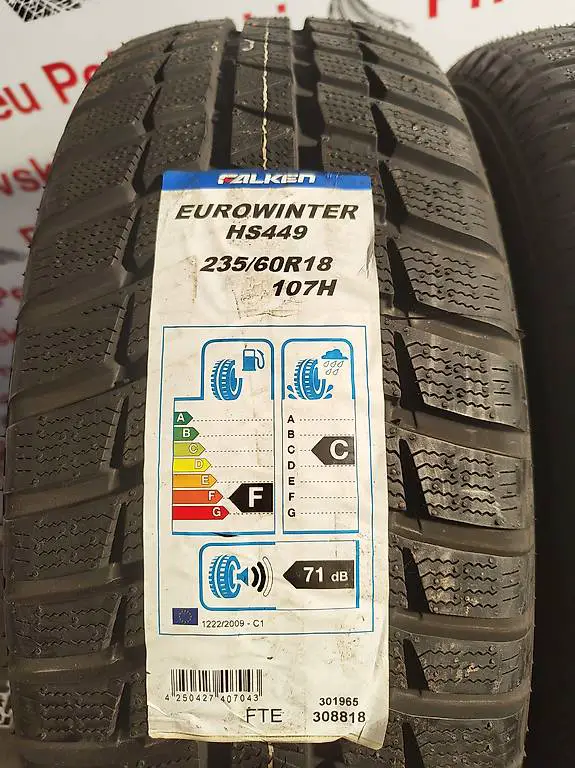 FALKEN
EUROWINTER
HS449
235/60R18
107H
A
B
C
D
E
F
G
F
A
B
C
D
E
F
G
C
71 dB
1222/2009 - C1
4 250427 407043
FTE
301965
308818